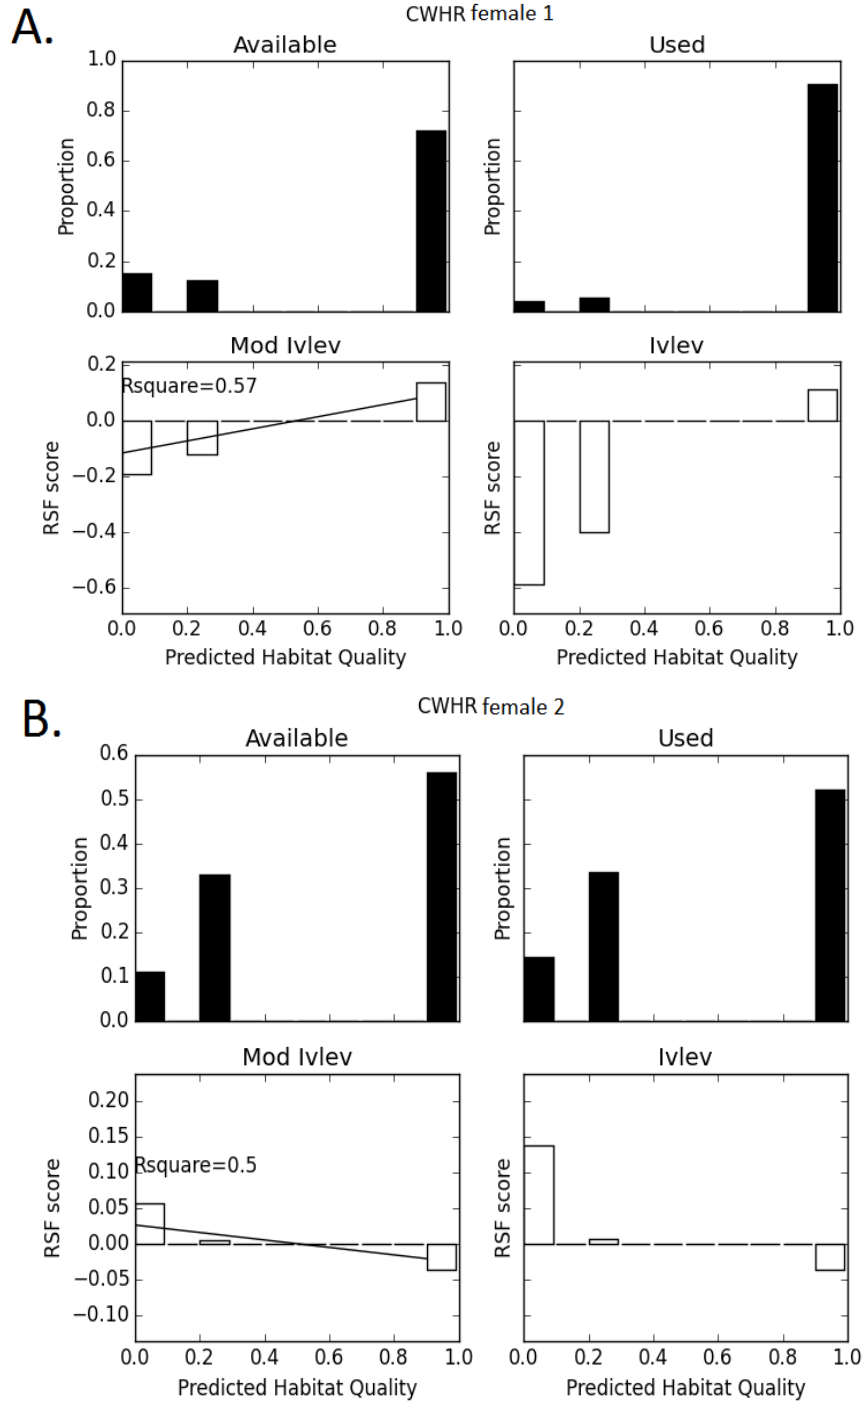 A.
CWHR female 1
Available
Used
1.0
0.8
0.6
0.4
0.2
0.0
Proportion
Proportion
Mod Ivlev
Ivlev
0.2
0.0
−0.2
−0.4
−0.6
RSF score
Rsquare=0.57
RSF score
0.0 0.2 0.4 0.6 0.8 1.0
0.0 0.2 0.4 0.6 0.8 1.0
Predicted Habitat Quality
Predicted Habitat Quality
B.
CWHR female 2
Available
Used
0.6
0.5
0.4
0.3
0.2
0.1
0.0
Proportion
Proportion
Mod Ivlev
Ivlev
0.20
0.15
0.10
0.05
0.00
−0.05
−0.10
RSF score
Rsquare=0.5
RSF score
0.0 0.2 0.4 0.6 0.8 1.0
0.0 0.2 0.4 0.6 0.8 1.0
Predicted Habitat Quality
Predicted Habitat Quality